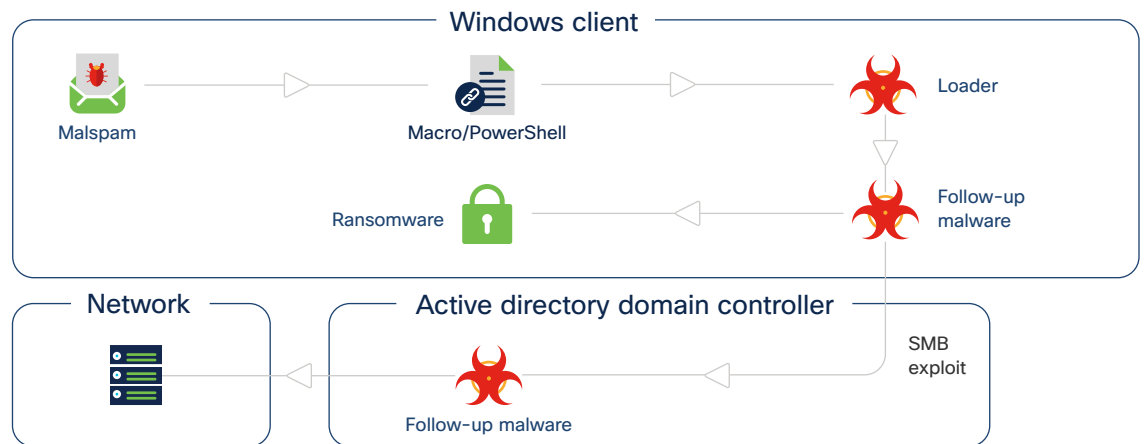 Windows client
Malspam
Macro/PowerShell
Loader
Ransomware
Follow-up
malware
Network
Active directory domain controller
SMB
exploit
Follow-up malware